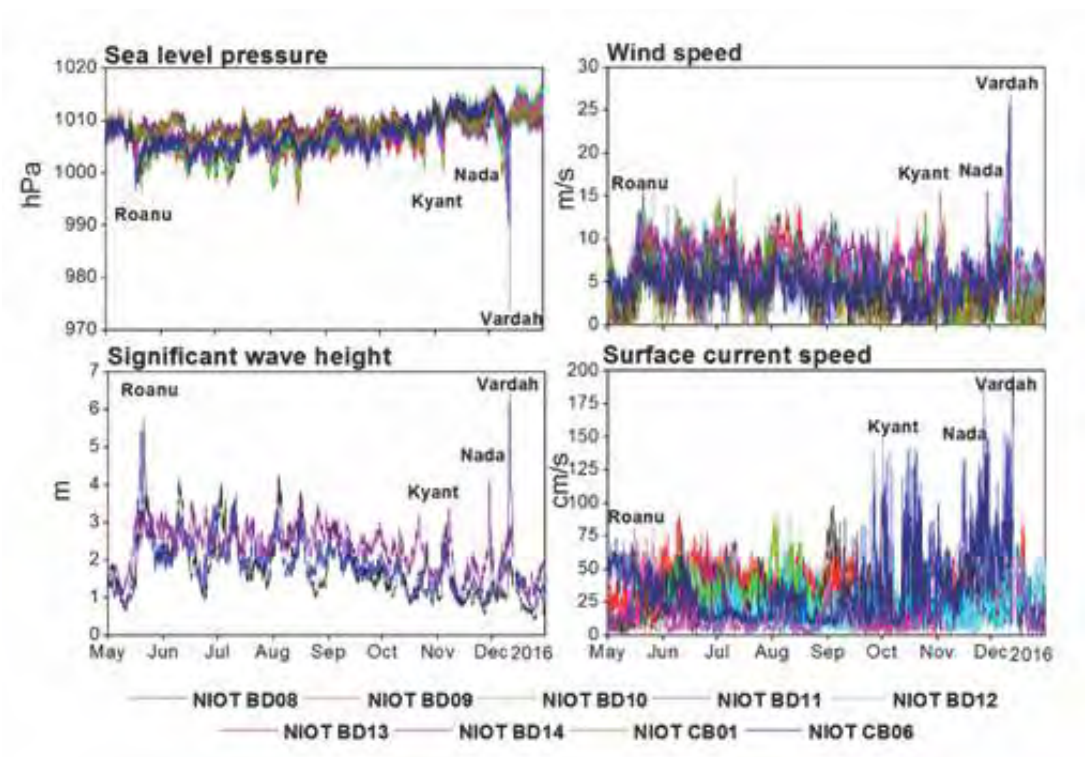 Sea level pressure
1020
1010
1000
990
980
970
hPa
Roanu
Kyant
Nada
Vardah
Wind speed
30
25
20
15
10
5
0
m/s
Roanu
Kyant
Nada
Vardah
Significant wave height
7
6
5
4
3
2
1
0
m
Roanu
Kyant
Nada
Vardah
May Jun Jul Aug Sep Oct Nov Dec 2016
Surface current speed
200
175
150
125
100
75
50
25
0
cm/s
Roanu
Kyant
Nada
Vardah
May Jun Jul Aug Sep Oct Nov Dec 2016
NIOT BD08 NIOT BD09 NIOT BD10 NIOT BD11 NIOT BD12
NIOT BD13 NIOT BD14 NIOT CB01 NIOT CB06